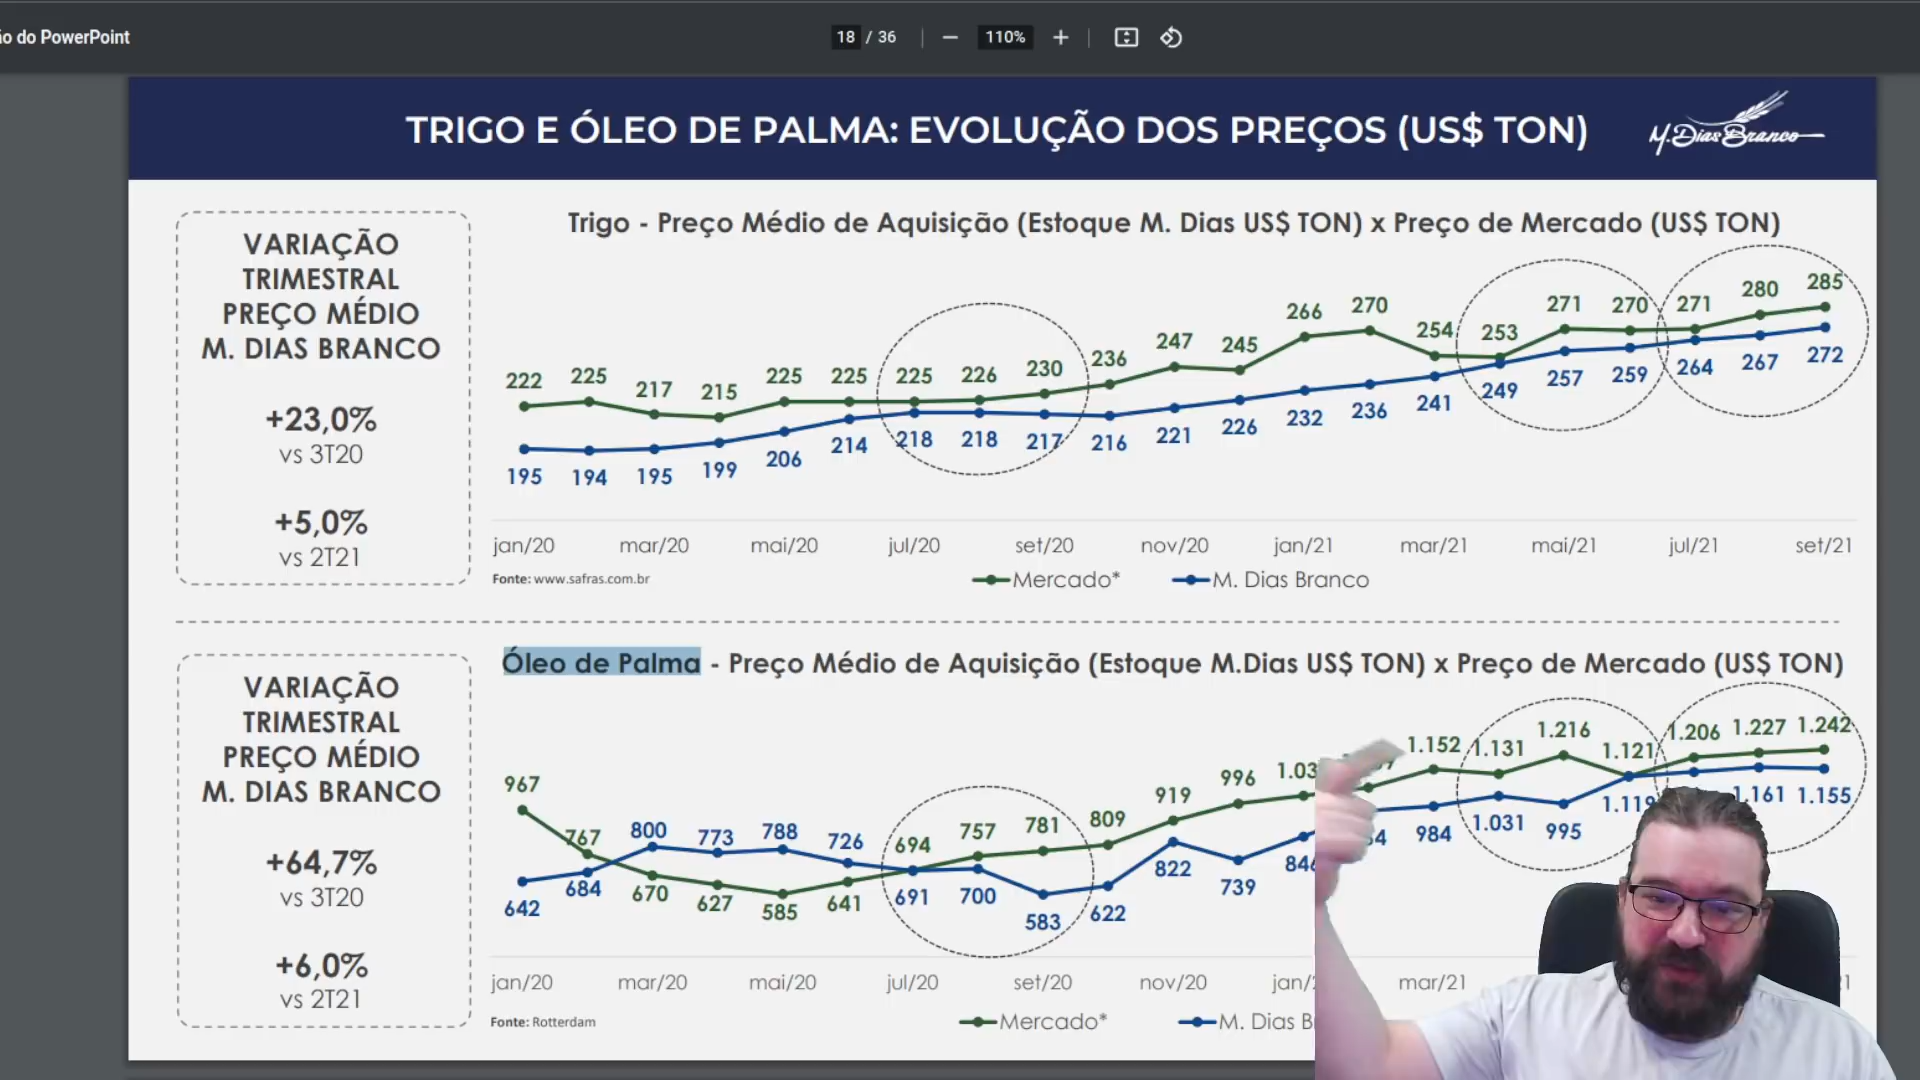 ão do PowerPoint
18 / 36
110%
TRIGO E ÓLEO DE PALMA: EVOLUÇÃO DOS PREÇOS (US$ TON)
M. Dias Branco
VARIAÇÃO
TRIMESTRAL
PREÇO MÉDIO
M. DIAS BRANCO
+23,0%
vs 3T20
+5,0%
vs 2T21
Trigo - Preço Médio de Aquisição (Estoque M. Dias US$ TON) x Preço de Mercado (US$ TON)
222 225 217 215 225 225 225 226 230 236 247 245 266 270 254 253 271 270 271 280 285
195 194 195 199 206 214 218 218 217 216 221 226 232 236 241 249 257 259 264 267 272
jan/20 mar/20 mai/20 jul/20 set/20 nov/20 jan/21 mar/21 mai/21 jul/21 set/21
Fonte: www.safras.com.br
Mercado* M. Dias Branco
VARIAÇÃO
TRIMESTRAL
PREÇO MÉDIO
M. DIAS BRANCO
+64,7%
vs 3T20
+6,0%
vs 2T21
Óleo de Palma - Preço Médio de Aquisição (Estoque M.Dias US$ TON) x Preço de Mercado (US$ TON)
967 767 670 627 585 641 694 757 781 809 919 996 1.03 1.152 1.131 1.216 1.121 1.206 1.227 1.242
642 684 800 773 788 726 691 700 583 622 822 739 846 984 1.031 995 1.119 1.161 1.155
jan/20 mar/20 mai/20 jul/20 set/20 nov/20 jan/2 mar/21
Fonte: Rotterdam
Mercado* M. Dias B